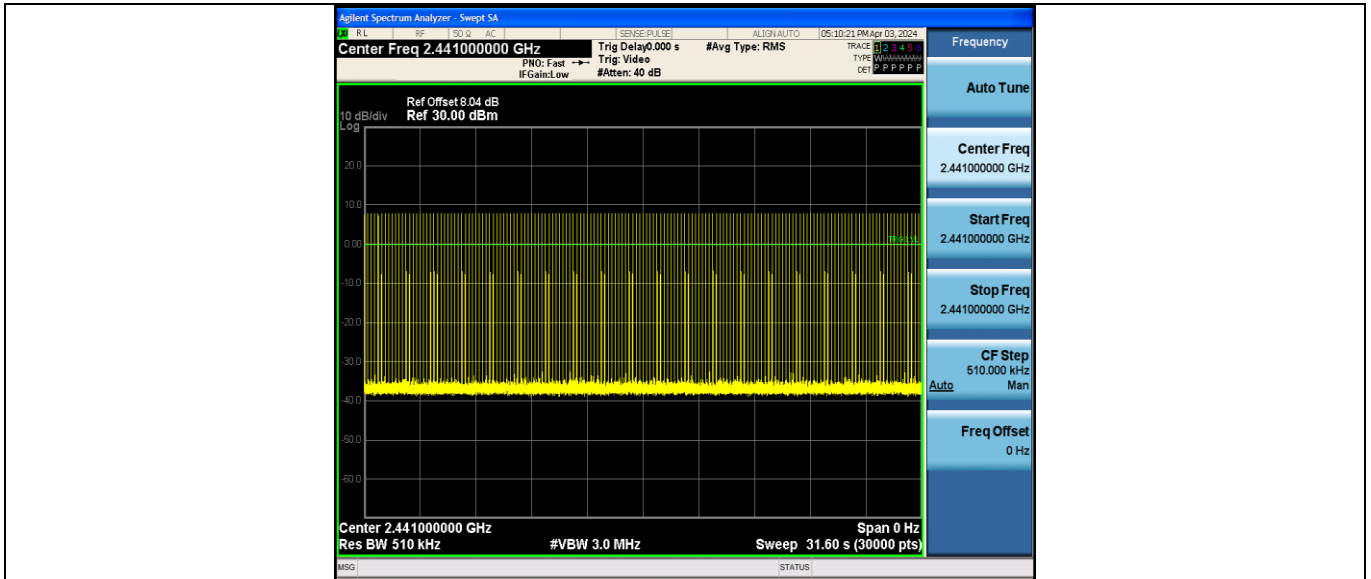 Agilent Spectrum Analyzer - Swept SA
LXI RL RF 50 Ω AC SENSE:PULSE ALIGN AUTO 05:10:21 PM Apr 03, 2024
Center Freq 2.441000000 GHz
PNO: Fast
IFGain:Low
Trig Delay0.000 s
Trig: Video
#Atten: 40 dB
#Avg Type: RMS
TRACE 1 2 3 4 5 6
TYPE
DET P P P P P P
Frequency
Auto Tune
Center Freq
2.441000000 GHz
Start Freq
2.441000000 GHz
Stop Freq
2.441000000 GHz
CF Step
510.000 kHz
Auto Man
Freq Offset
0 Hz
Ref Offset 8.04 dB
10 dB/div Ref 30.00 dBm
Log
20.0
10.0
0.00
TRIG LVL
-10.0
-20.0
-30.0
-40.0
-50.0
-60.0
Center 2.441000000 GHz Span 0 Hz
Res BW 510 kHz #VBW 3.0 MHz Sweep 31.60 s (30000 pts)
MSG STATUS